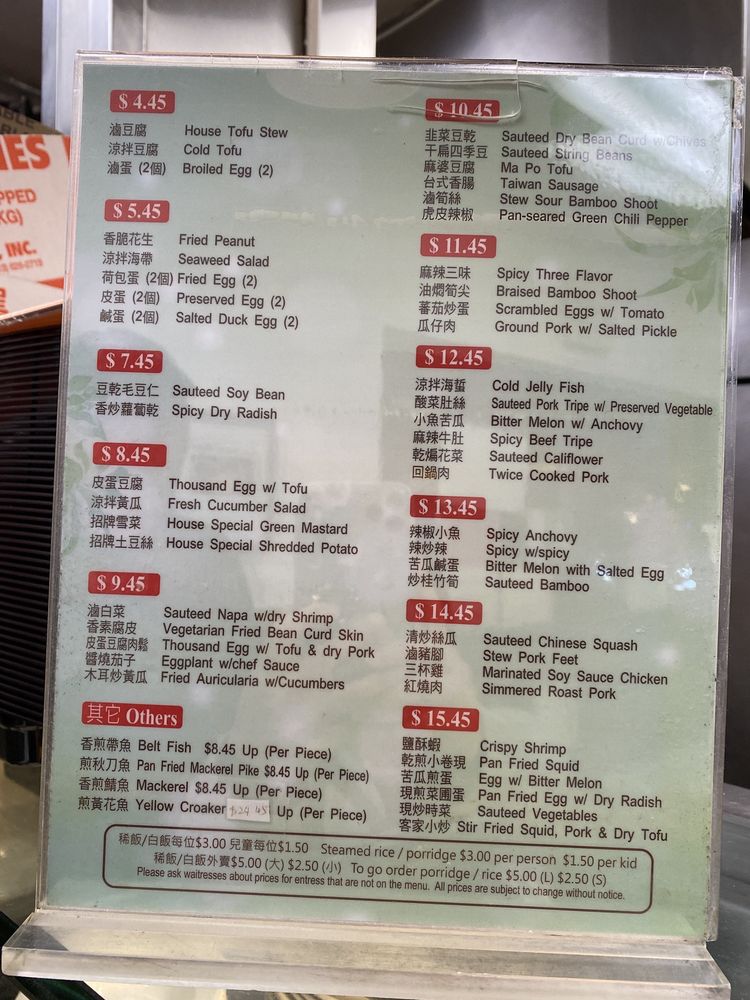 IES
PPED
KG)
INC.
$ 4.45
滷豆腐 House Tofu Stew
涼拌豆腐 Cold Tofu
滷蛋 (2個) Broiled Egg (2)
$ 5.45
香脆花生 Fried Peanut
涼拌海帶 Seaweed Salad
荷包蛋 (2個) Fried Egg (2)
皮蛋 (2個) Preserved Egg (2)
鹹蛋 (2個) Salted Duck Egg (2)
$ 7.45
豆乾毛豆仁 Sauteed Soy Bean
香炒蘿蔔乾 Spicy Dry Radish
$ 8.45
皮蛋豆腐 Thousand Egg w/ Tofu
涼拌黃瓜 Fresh Cucumber Salad
招牌雪菜 House Special Green Mastard
招牌土豆絲 House Special Shredded Potato
$ 9.45
滷白菜 Sauteed Napa w/dry Shrimp
香素腐皮 Vegetarian Fried Bean Curd Skin
皮蛋豆腐肉鬆 Thousand Egg w/ Tofu & dry Pork
醬燒茄子 Eggplant w/chef Sauce
木耳炒黃瓜 Fried Auricularia w/Cucumbers
其它 Others
香煎帶魚 Belt Fish $8.45 Up (Per Piece)
煎秋刀魚 Pan Fried Mackerel Pike $8.45 Up (Per Piece)
香煎鯖魚 Mackerel $8.45 Up (Per Piece)
煎黃花魚 Yellow Croaker $24.45 Up (Per Piece)
$ 10.45
韭菜豆乾 Sauteed Dry Bean Curd w/Chives
干扁四季豆 Sauteed String Beans
麻婆豆腐 Ma Po Tofu
台式香腸 Taiwan Sausage
滷筍絲 Stew Sour Bamboo Shoot
虎皮辣椒 Pan-seared Green Chili Pepper
$ 11.45
麻辣三味 Spicy Three Flavor
油燜筍尖 Braised Bamboo Shoot
蕃茄炒蛋 Scrambled Eggs w/ Tomato
瓜仔肉 Ground Pork w/ Salted Pickle
$ 12.45
涼拌海蜇 Cold Jelly Fish
酸菜肚絲 Sauteed Pork Tripe w/ Preserved Vegetable
小魚苦瓜 Bitter Melon w/ Anchovy
麻辣牛肚 Spicy Beef Tripe
乾煸花菜 Sauteed Califlower
回鍋肉 Twice Cooked Pork
$ 13.45
辣椒小魚 Spicy Anchovy
辣炒辣 Spicy w/spicy
苦瓜鹹蛋 Bitter Melon with Salted Egg
炒桂竹筍 Sauteed Bamboo
$ 14.45
清炒絲瓜 Sauteed Chinese Squash
滷豬腳 Stew Pork Feet
三杯雞 Marinated Soy Sauce Chicken
紅燒肉 Simmered Roast Pork
$ 15.45
鹽酥蝦 Crispy Shrimp
乾煎小卷現 Pan Fried Squid
苦瓜煎蛋 Egg w/ Bitter Melon
現煎菜圃蛋 Pan Fried Egg w/ Dry Radish
現炒時菜 Sauteed Vegetables
客家小炒 Stir Fried Squid, Pork & Dry Tofu
稀飯/白飯每位$3.00 兒童每位$1.50 Steamed rice / porridge $3.00 per person $1.50 per kid
稀飯/白飯外賣$5.00 (大) $2.50 (小) To go order porridge / rice $5.00 (L) $2.50 (S)
Please ask waitresses about prices for entress that are not on the menu. All prices are subject to change without notice.